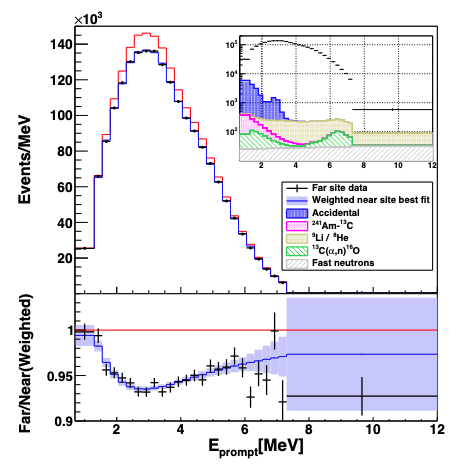 ×10³
140
120
100
80
60
40
20
Events/MeV
10⁵
10⁴
10³
10²
2 4 6 8 10 12
Far site data
Weighted near site best fit
Accidental
²⁴¹Am-¹³C
⁹Li / ⁸He
¹³C(α,n)¹⁶O
Fast neutrons
Far/Near(Weighted)
1
0.95
0.9
2 4 6 8 10 12
E_prompt[MeV]